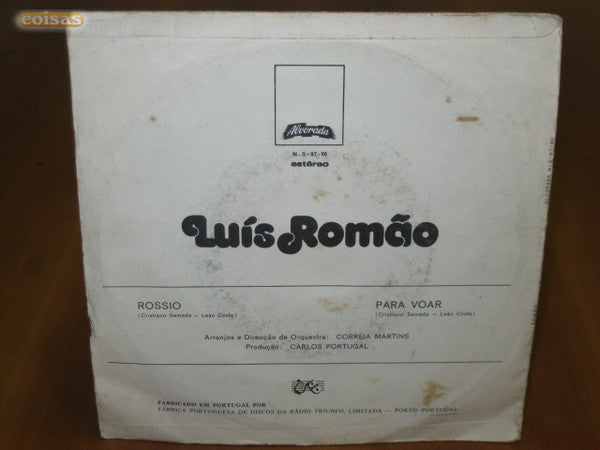 coisas
Alvorada
N-S-97-10
estéreo
Luís Romão
ROSSIO
(Cristiano Semedo - Leão Costa)
PARA VOAR
(Cristiano Semedo - Leão Costa)
Arranjos e Direcção de Orquestra: CORREIA MARTINS
Produção: CARLOS PORTUGAL
FABRICADO EM PORTUGAL POR
FÁBRICA PORTUGUESA DE DISCOS DA RÁDIO TRIUNFO, LIMITADA - PORTO PORTUGAL